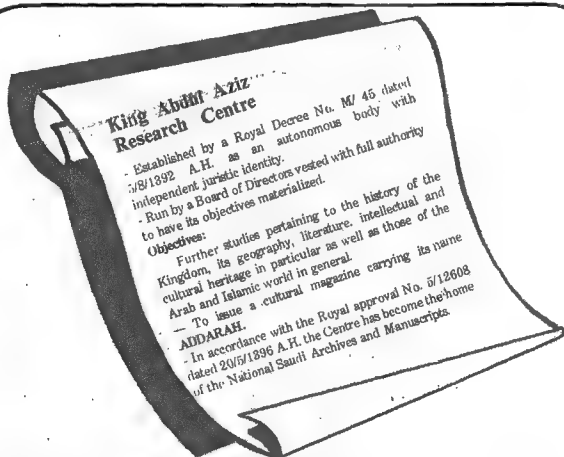 King Abdul Aziz
Research Centre
- Established by a Royal Decree No. M/ 45 dated
/8/1392 A.H. as an autonomous body with
independent juristic identity.
- Run by a Board of Directors vested with full authority
to have its objectives materialized.
Objectives:
Further studies pertaining to the history of the
Kingdom, its geography, literature, intellectual and
cultural heritage in particular as well as those of the
Arab and Islamic world in general.
— To issue a cultural magazine carrying its name
ADDARAH.
- In accordance with the Royal approval No. 5/12608
dated 20/5/1396 A.H. the Centre has become the home
of the National Saudi Archives and Manuscripts.